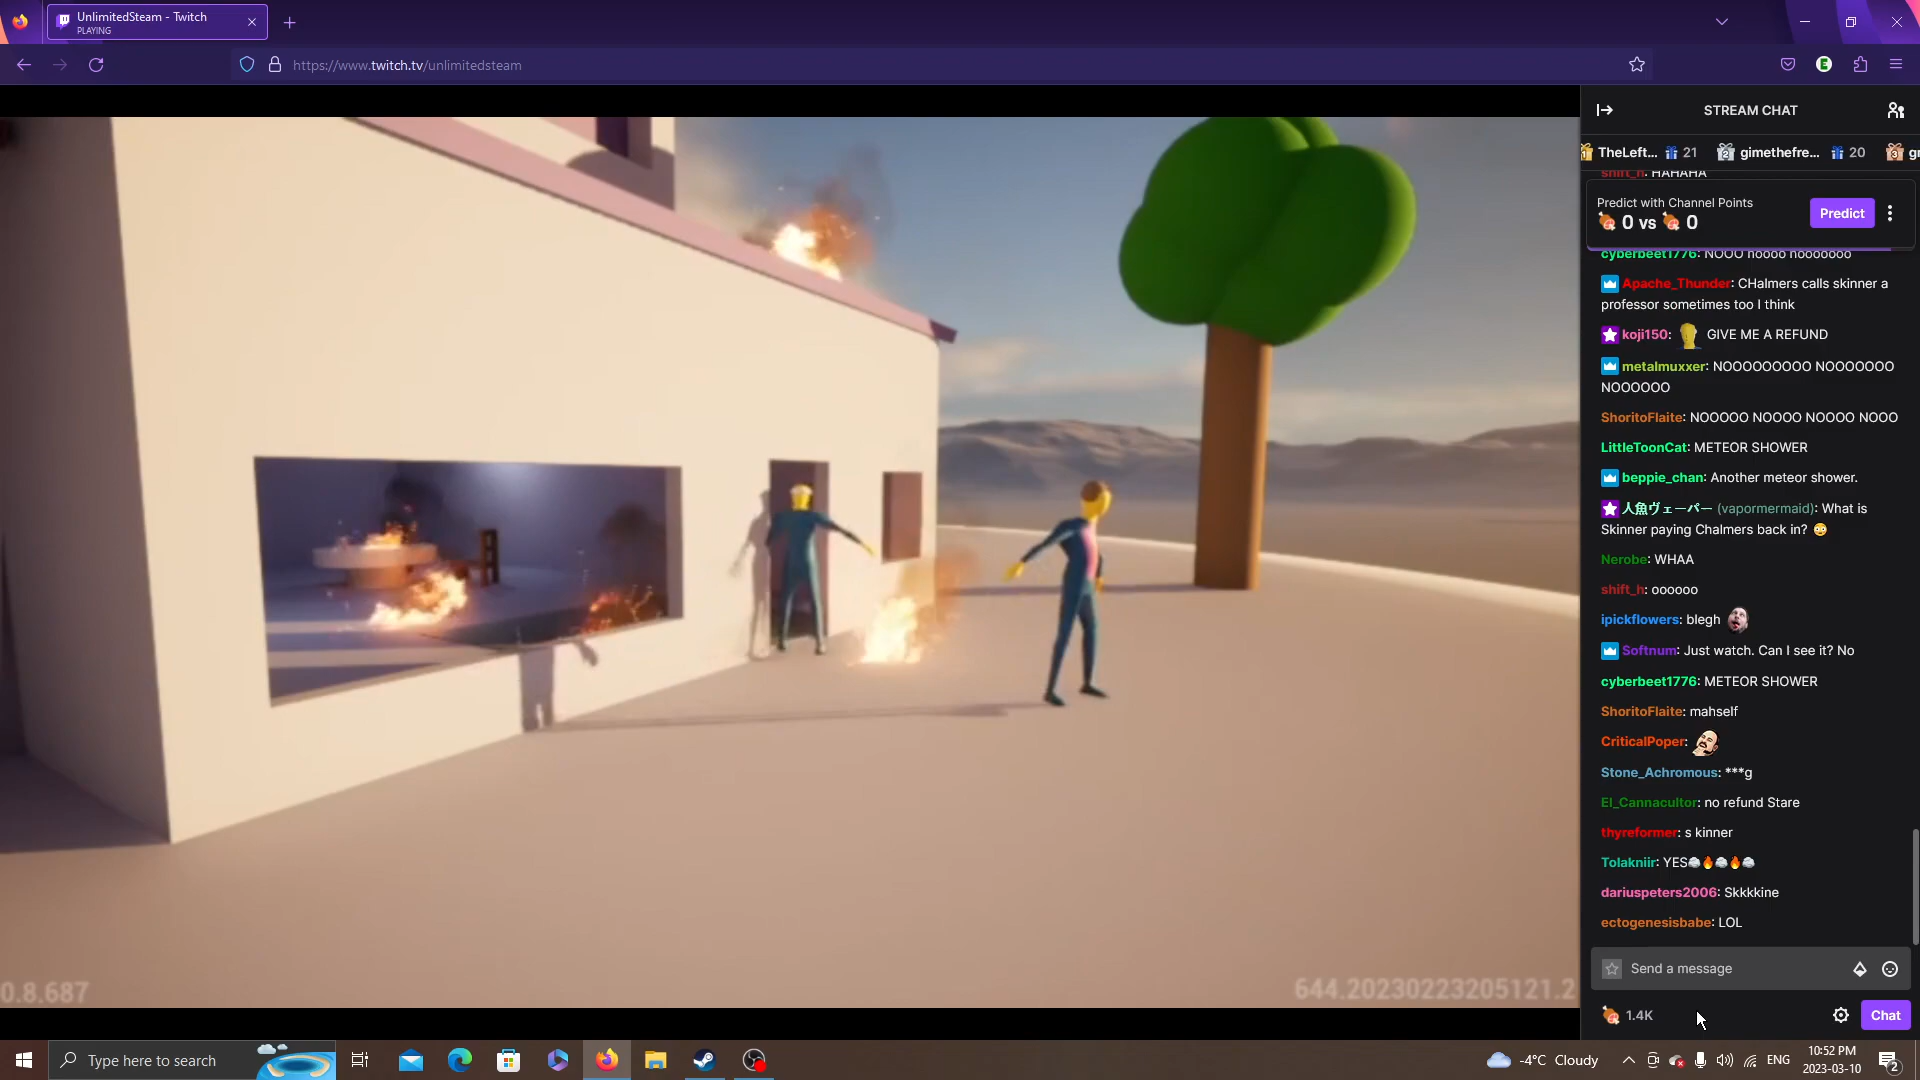 UnlimitedSteam - Twitch
PLAYING
https://www.twitch.tv/unlimitedsteam
STREAM CHAT
TheLeft... 21 gimethefre... 20
shift_h: HAHAHA
Predict with Channel Points
0 vs 0
Predict
cyberbeet1776: NOOO noooo nooooooo
Apache_Thunder: CHalmers calls skinner a
professor sometimes too I think
koji150: GIVE ME A REFUND
metalmuxxer: NOOOOOOOOO NOOOOOOO
NOOOOOO
ShoritoFlaite: NOOOOO NOOOO NOOOO NOOO
LittleToonCat: METEOR SHOWER
beppie_chan: Another meteor shower.
人魚ヴェーパー (vapormermaid): What is
Skinner paying Chalmers back in? 😳
Nerobe: WHAA
shift_h: oooooo
ipickflowers: blegh
Softnum: Just watch. Can I see it? No
cyberbeet1776: METEOR SHOWER
ShoritoFlaite: mahself
CriticalPoper:
Stone_Achromous: ***g
El_Cannacultor: no refund Stare
thyreformer: s kinner
Tolakniir: YES☁🔥☁🔥☁
dariuspeters2006: Skkkkine
ectogenesisbabe: LOL
0.8.687
644.20230223205121.2
Send a message
1.4K
Chat
Type here to search
-4°C Cloudy
ENG
10:52 PM
2023-03-10
2